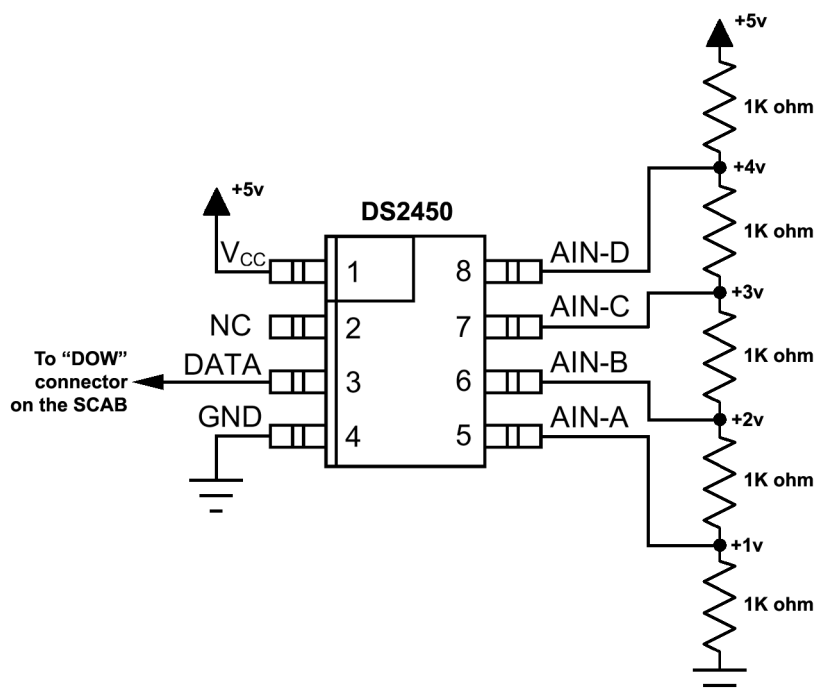 +5v
1K ohm
+4v
+5v
DS2450
1K ohm
VCC
1
8
AIN-D
+3v
NC
2
7
AIN-C
1K ohm
To “DOW”
connector
on the SCAB
DATA
3
6
AIN-B
+2v
GND
4
5
AIN-A
1K ohm
+1v
1K ohm